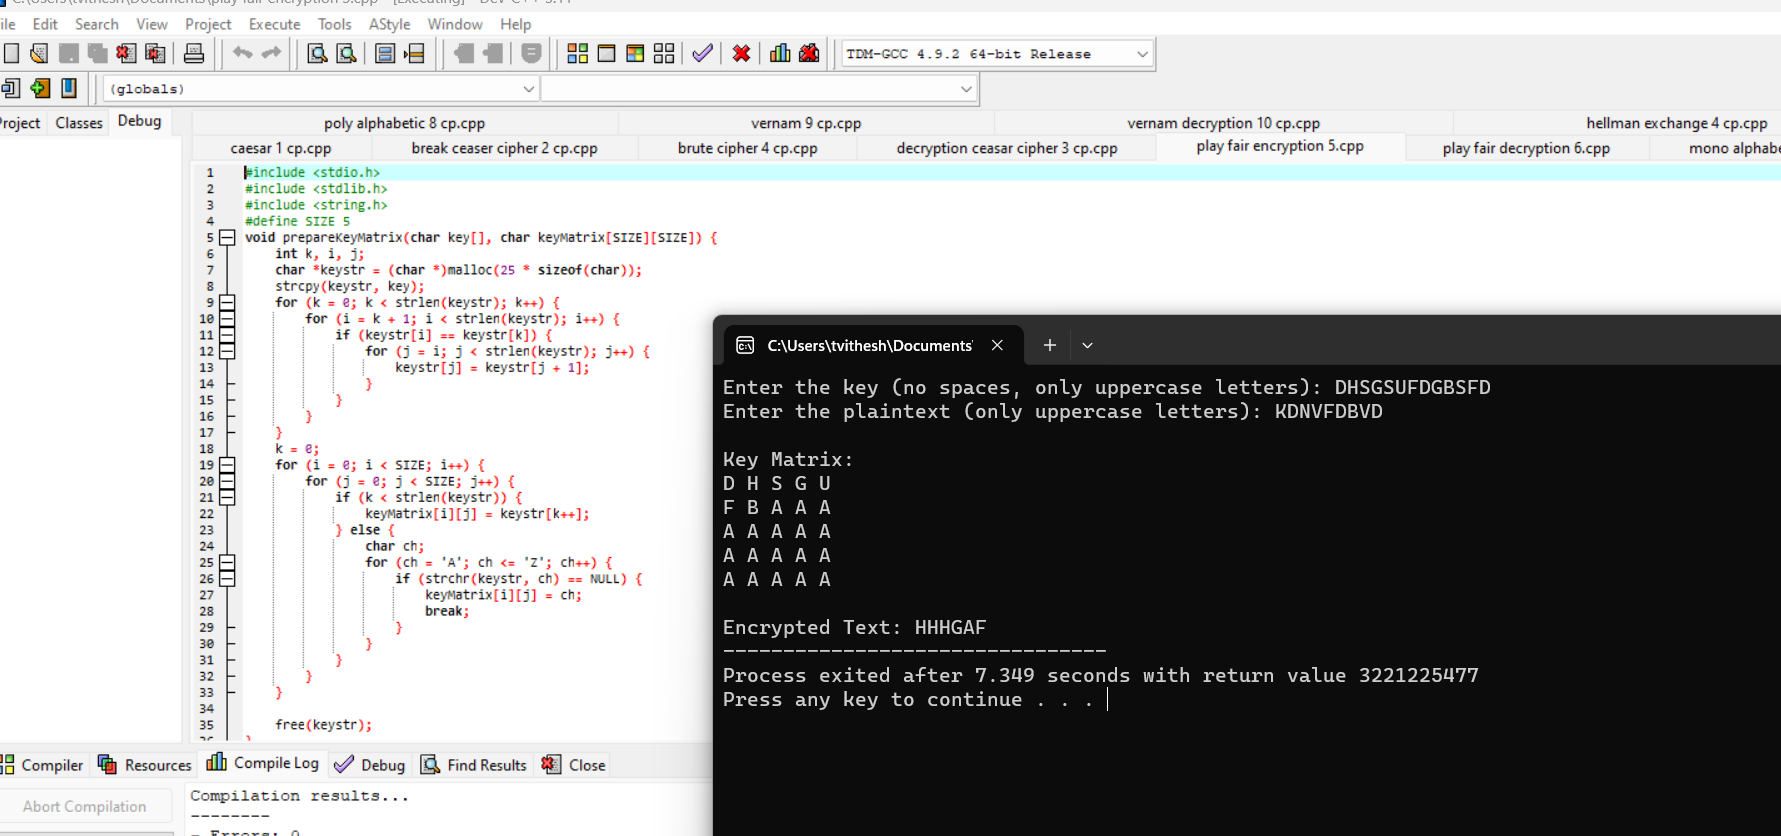 File Edit Search View Project Execute Tools AStyle Window Help
TDM-GCC 4.9.2 64-bit Release
(globals)
Project Classes Debug
poly alphabetic 8 cp.cpp vernam 9 cp.cpp vernam decryption 10 cp.cpp hellman exchange 4 cp.cpp
caesar 1 cp.cpp break ceaser cipher 2 cp.cpp brute cipher 4 cp.cpp decryption ceasar cipher 3 cp.cpp play fair encryption 5.cpp play fair decryption 6.cpp mono alphabe
1 #include <stdio.h>
2 #include <stdlib.h>
3 #include <string.h>
4 #define SIZE 5
5 void prepareKeyMatrix(char key[], char keyMatrix[SIZE][SIZE]) {
6 int k, i, j;
7 char *keystr = (char *)malloc(25 * sizeof(char));
8 strcpy(keystr, key);
9 for (k = 0; k < strlen(keystr); k++) {
10 for (i = k + 1; i < strlen(keystr); i++) {
11 if (keystr[i] == keystr[k]) {
12 for (j = i; j < strlen(keystr); j++) {
13 keystr[j] = keystr[j + 1];
14 }
15 }
16 }
17 }
18 k = 0;
19 for (i = 0; i < SIZE; i++) {
20 for (j = 0; j < SIZE; j++) {
21 if (k < strlen(keystr)) {
22 keyMatrix[i][j] = keystr[k++];
23 } else {
24 char ch;
25 for (ch = 'A'; ch <= 'Z'; ch++) {
26 if (strchr(keystr, ch) == NULL) {
27 keyMatrix[i][j] = ch;
28 break;
29 }
30 }
31 }
32 }
33 }
34
35 free(keystr);
C:\Users\tvithesh\Documents\
Enter the key (no spaces, only uppercase letters): DHSGSUFDGBSFD
Enter the plaintext (only uppercase letters): KDNVFDBVD
Key Matrix:
D H S G U
F B A A A
A A A A A
A A A A A
A A A A A
Encrypted Text: HHHGAF
--------------------------------
Process exited after 7.349 seconds with return value 3221225477
Press any key to continue . . .
Compiler Resources Compile Log Debug Find Results Close
Abort Compilation
Compilation results...
--------
- Errors: 0